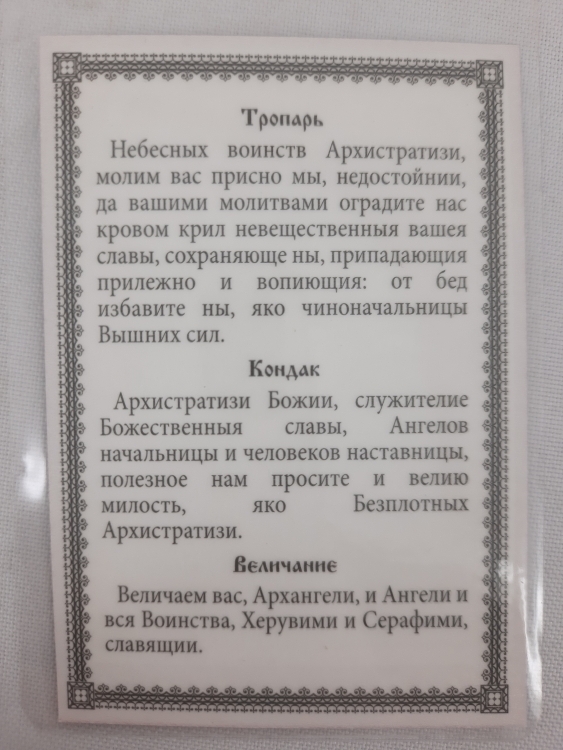 Тропарь
Небесных воинств Архистратизи,
молим вас присно мы, недостойнии,
да вашими молитвами оградите нас
кровом крил невещественныя вашея
славы, сохраняюще ны, припадающия
прилежно и вопиющия: от бед
избавите ны, яко чиноначальницы
Вышних сил.
Кондак
Архистратизи Божии, служителие
Божественныя славы, Ангелов
начальницы и человеков наставницы,
полезное нам просите и велию
милость, яко Безплотных
Архистратизи.
Величание
Величаем вас, Архангели, и Ангели и
вся Воинства, Херувими и Серафими,
славящии.